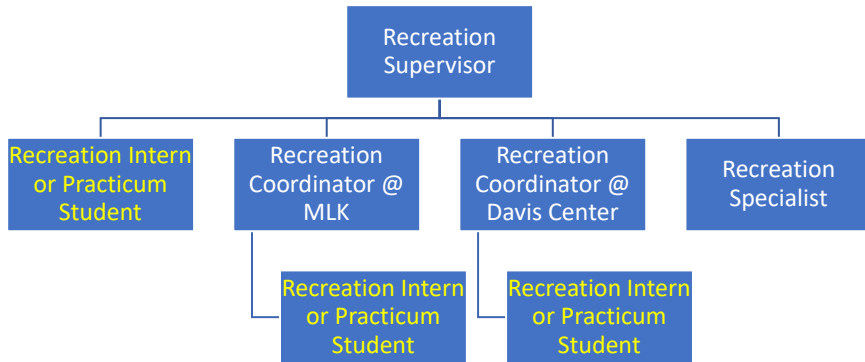 Recreation
Supervisor
Recreation Intern
or Practicum
Student
Recreation
Coordinator @
MLK
Recreation
Coordinator @
Davis Center
Recreation
Specialist
Recreation Intern
or Practicum
Student
Recreation Intern
or Practicum
Student